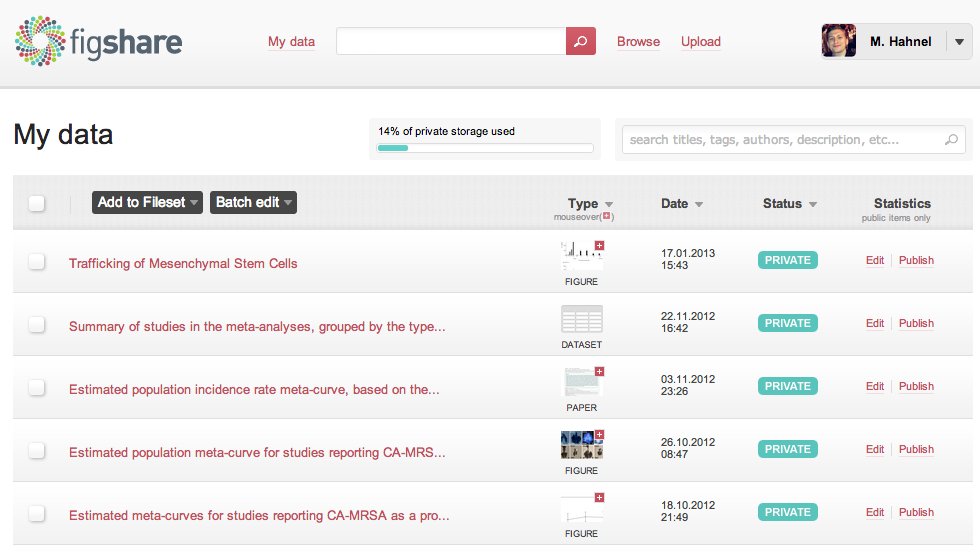 figshare
My data
Browse
Upload
M. Hahnel
My data
14% of private storage used
search titles, tags, authors, description, etc...
Add to Fileset
Batch edit
Type
mouseover( + )
Date
Status
Statistics
public items only
Trafficking of Mesenchymal Stem Cells
FIGURE
17.01.2013
15:43
PRIVATE
Edit
Publish
Summary of studies in the meta-analyses, grouped by the type...
DATASET
22.11.2012
16:42
PRIVATE
Edit
Publish
Estimated population incidence rate meta-curve, based on the...
PAPER
03.11.2012
23:26
PRIVATE
Edit
Publish
Estimated population meta-curve for studies reporting CA-MRS...
FIGURE
26.10.2012
08:47
PRIVATE
Edit
Publish
Estimated meta-curves for studies reporting CA-MRSA as a pro...
FIGURE
18.10.2012
21:49
PRIVATE
Edit
Publish